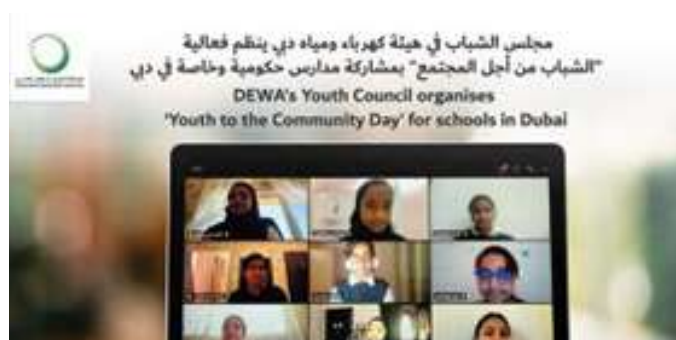 مجلس الشباب في هيئة كهرباء ومياه دبي ينظم فعالية
"الشباب من أجل المجتمع" بمشاركة مدارس حكومية وخاصة في دبي
DEWA's Youth Council organises
'Youth to the Community Day' for schools in Dubai